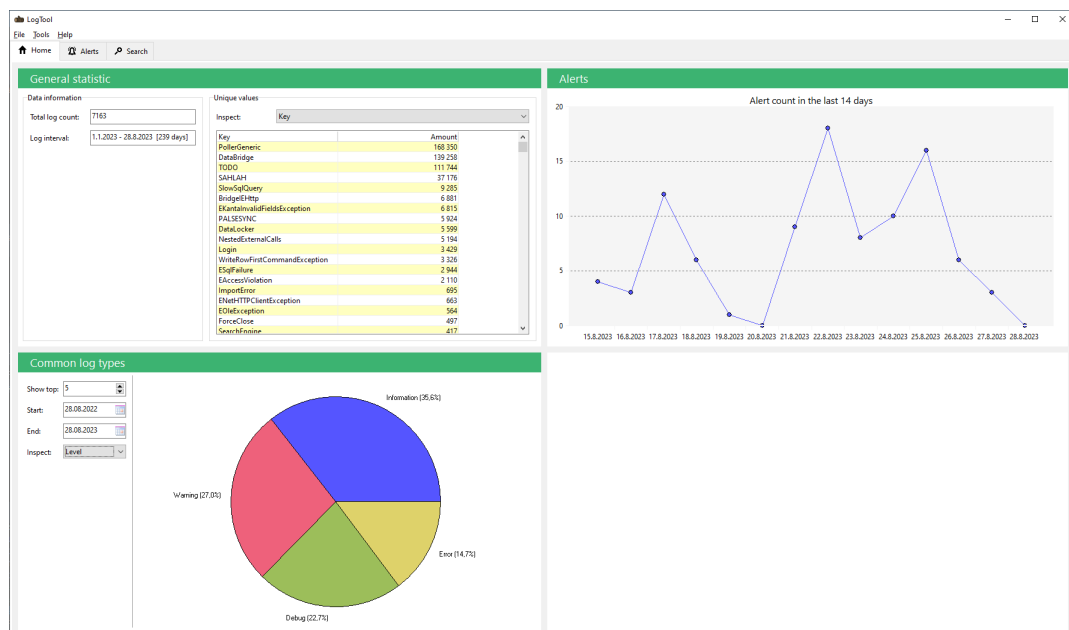 LogTool
File Tools Help
Home Alerts Search
General statistic
Data information
Total log count: 7163
Log interval: 1.1.2023 - 28.8.2023 [239 days]
Unique values
Inspect: Key
Key Amount
PollerGeneric 168 350
DataBridge 139 258
TODO 111 744
SAHLAH 37 176
SlowSqlQuery 9 285
BridgeIEHttp 6 881
EKantaInvalidFieldsException 6 815
PALSESYNC 5 924
DataLocker 5 599
NestedExternalCalls 5 194
Login 3 429
WriteRowFirstCommandException 3 326
ESqlFailure 2 944
EAccessViolation 2 110
ImportError 695
ENetHTTPClientException 663
EOleException 564
ForceClose 497
SearchEngine 417
Alerts
Alert count in the last 14 days
20
15
10
5
0
15.8.2023 16.8.2023 17.8.2023 18.8.2023 19.8.2023 20.8.2023 21.8.2023 22.8.2023 23.8.2023 24.8.2023 25.8.2023 26.8.2023 27.8.2023 28.8.2023
Common log types
Show top: 5
Start: 28.08.2022
End: 28.08.2023
Inspect: Level
Information (35,6%)
Warning (27,0%)
Error (14,7%)
Debug (22,7%)